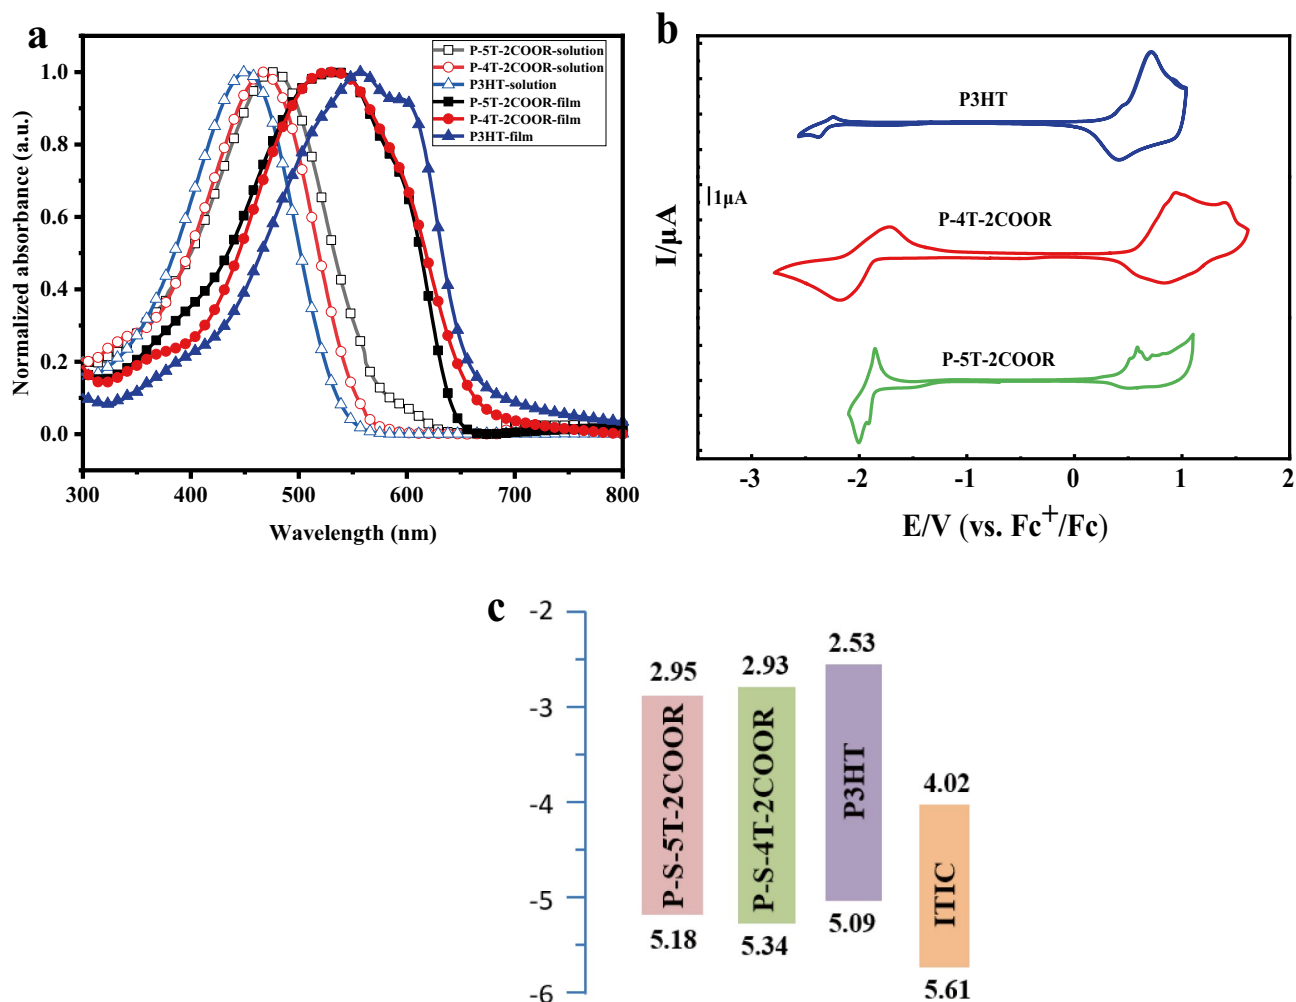 a
P-5T-2COOR-solution
P-4T-2COOR-solution
P3HT-solution
P-5T-2COOR-film
P-4T-2COOR-film
P3HT-film
Normalized absorbance (a.u.)
1.0
0.8
0.6
0.4
0.2
0.0
300 400 500 600 700 800
Wavelength (nm)
b
P3HT
1μA
P-4T-2COOR
P-5T-2COOR
I/μA
-3 -2 -1 0 1 2
E/V (vs. Fc⁺/Fc)
c
-2
-3
-4
-5
-6
2.95 2.93 2.53 4.02
P-S-5T-2COOR
P-S-4T-2COOR
P3HT
ITIC
5.18 5.34 5.09 5.61